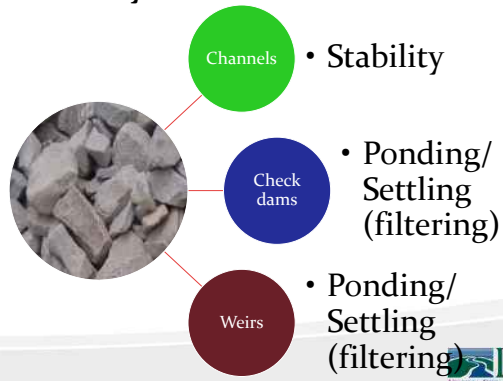 Channels
• Stability
Check
dams
• Ponding/
Settling
(filtering)
Weirs
• Ponding/
Settling
(filtering)